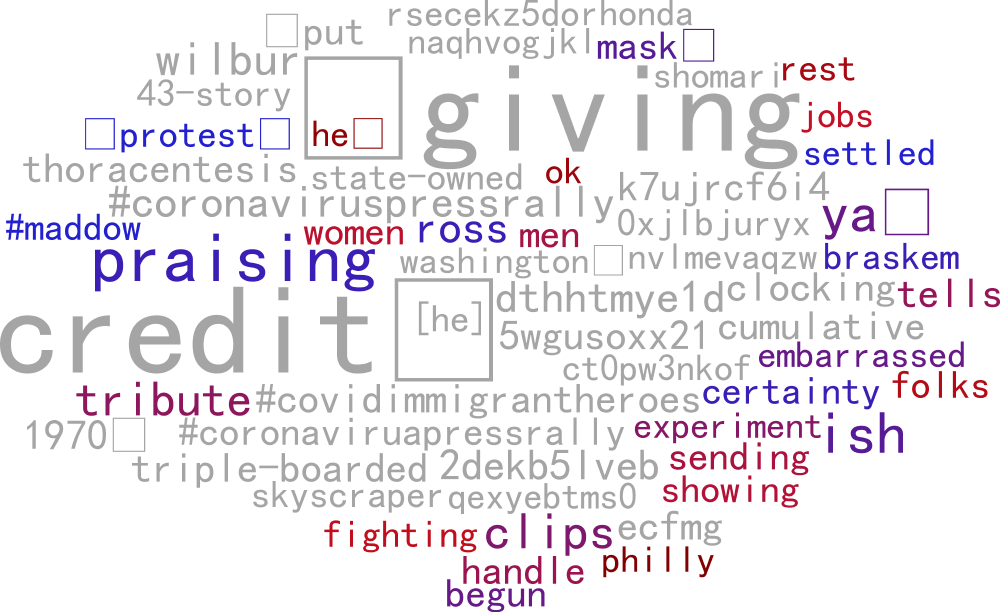 rsecekz5dorhonda
□put
naqhvogjkl mask□
wilbur
shomari rest
43-story
giving
jobs
□protest□ he□
settled
thoracentesis state-owned ok
k7ujrcf6i4
#coronaviruspressrally
0xjlbjuryx ya□
#maddow
women ross men
praising washington□ nvlmevaqzw braskem
credit [he] dthhtmye1d clocking tells
5wgusoxx21 cumulative
ct0pw3nkof embarrassed
tribute #covidimmigrantheroes certainty folks
1970□ #coronaviruapressrally experiment ish
triple-boarded 2dekb5lveb sending
skyscraper qexyebtms0 showing
fighting clips ecfmg
handle philly
begun